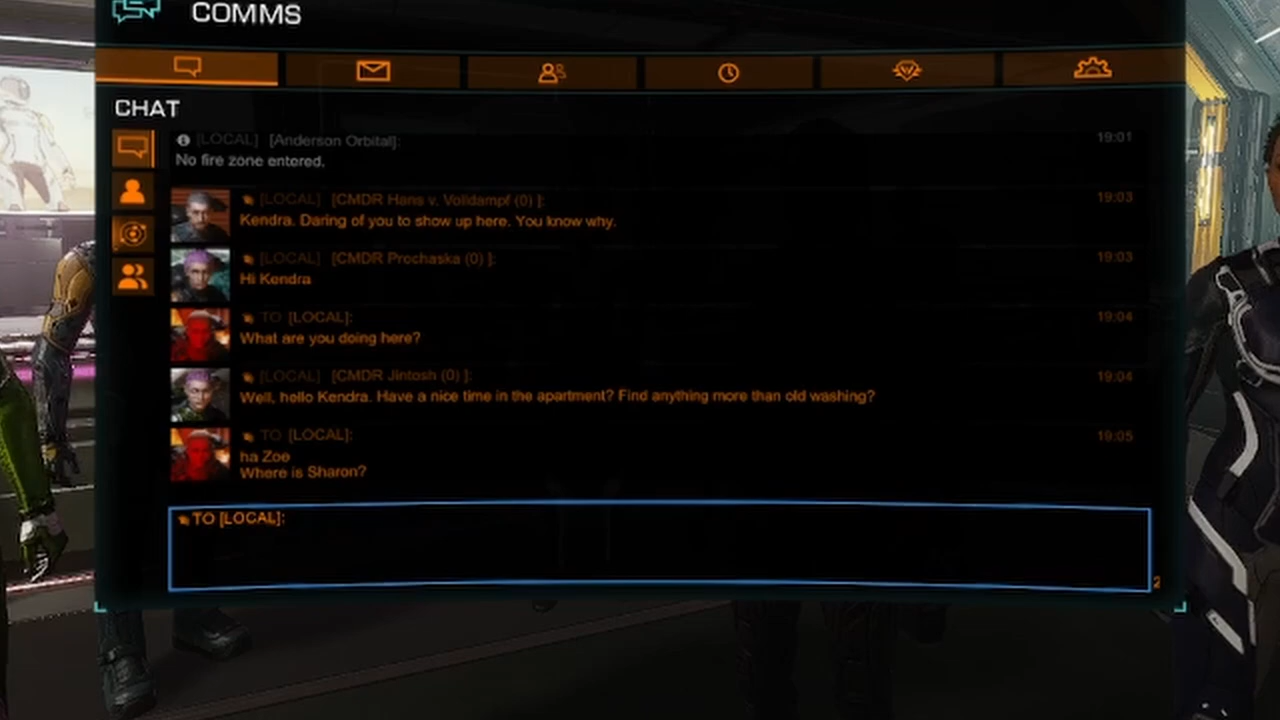 COMMS
CHAT
[LOCAL] [Anderson Orbital]: 19:01
No fire zone entered.
[LOCAL] [CMDR Hans v. Volldampf (0) ]: 19:03
Kendra. Daring of you to show up here. You know why.
[LOCAL] [CMDR Prochaska (0) ]: 19:03
Hi Kendra
TO [LOCAL]: 19:04
What are you doing here?
[LOCAL] [CMDR Jintosh (0) ]: 19:04
Well, hello Kendra. Have a nice time in the apartment? Find anything more than old washing?
TO [LOCAL]: 19:05
ha Zoe
Where is Sharon?
TO [LOCAL]: